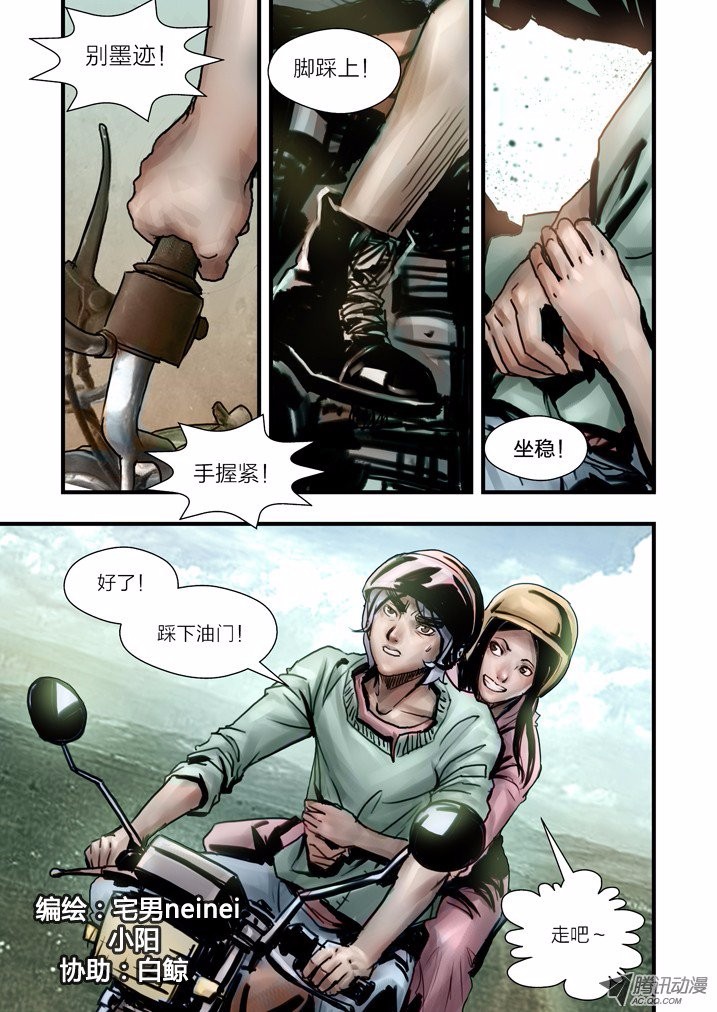 别墨迹！
脚踩上！
手握紧！
坐稳！
好了！
踩下油门！
走吧～
编绘：宅男neinei
小阳
协助：白鲸
腾讯动漫
AC.QQ.COM